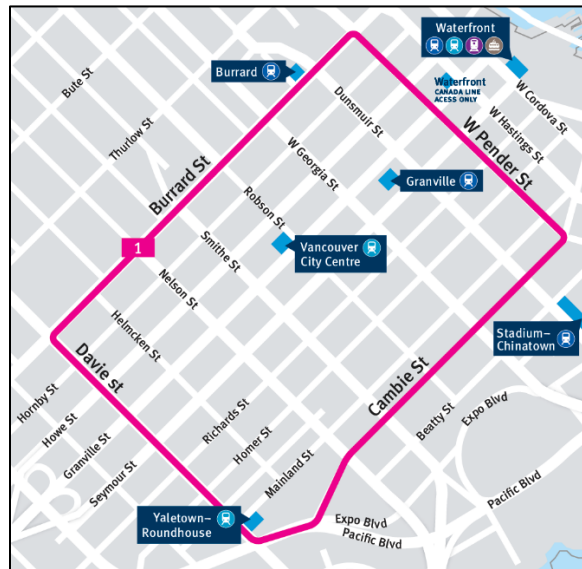 Waterfront
Waterfront
CANADA LINE
ACESS ONLY
Burrard
Bute St
Thurlow St
Dunsmuir St
W Cordova St
W Hastings St
W Pender St
Burrard St
W Georgia St
Granville
Robson St
Vancouver
City Centre
1
Smithe St
Nelson St
Helmcken St
Stadium–
Chinatown
Davie St
Cambie St
Hornby St
Howe St
Granville St
Seymour St
Richards St
Homer St
Mainland St
Beatty St
Expo Blvd
Pacific Blvd
Yaletown–
Roundhouse
Expo Blvd
Pacific Blvd